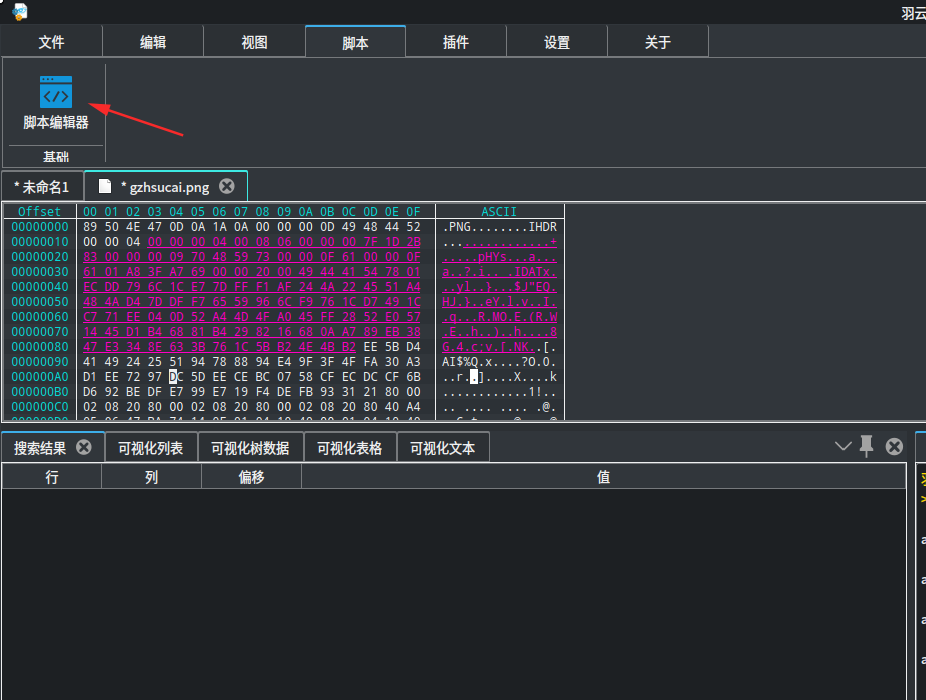 羽云
文件 编辑 视图 脚本 插件 设置 关于
脚本编辑器
基础
* 未命名1 * gzhsucai.png
Offset 00 01 02 03 04 05 06 07 08 09 0A 0B 0C 0D 0E 0F ASCII
00000000 89 50 4E 47 0D 0A 1A 0A 00 00 00 0D 49 48 44 52 .PNG........IHDR
00000010 00 00 04 00 00 00 04 00 08 06 00 00 00 7F 1D 2B ...............+
00000020 83 00 00 00 09 70 48 59 73 00 00 0F 61 00 00 0F .....pHYs...a...
00000030 61 01 A8 3F A7 69 00 00 20 00 49 44 41 54 78 01 a..?.i.. .IDATx.
00000040 EC DD 79 6C 1C E7 7D FF F1 AF 24 4A 22 45 51 A4 ..yl..}...$J"EQ.
00000050 48 4A D4 7D DF F7 65 59 96 6C F9 76 1C D7 49 1C HJ.}..eY.l.v..I.
00000060 C7 71 EE 04 0D 52 A4 4D 4F A0 45 FF 28 52 E0 57 .q...R.MO.E.(R.W
00000070 14 45 D1 B4 68 81 B4 29 82 16 68 0A A7 89 EB 38 .E..h..)..h....8
00000080 47 E3 34 8E 63 3B 76 1C 5B B2 4E 4B B2 EE 5B D4 G.4.c;v.[.NK..[.
00000090 41 49 24 25 51 94 78 88 94 E4 9F 3F 4F FA 30 A3 AI$%Q.x....?O.0.
000000A0 D1 EE 72 97 DC 5D EE CE BC 07 58 CF EC DC CF 6B ..r..]....X....k
000000B0 D6 92 BE DF E7 99 E7 19 F4 DE FB 93 31 21 80 00 ............1!..
000000C0 02 08 20 80 00 02 08 20 80 00 02 08 20 80 40 A4 .. .... .... .@.
搜索结果 可视化列表 可视化树数据 可视化表格 可视化文本
行 列 偏移 值